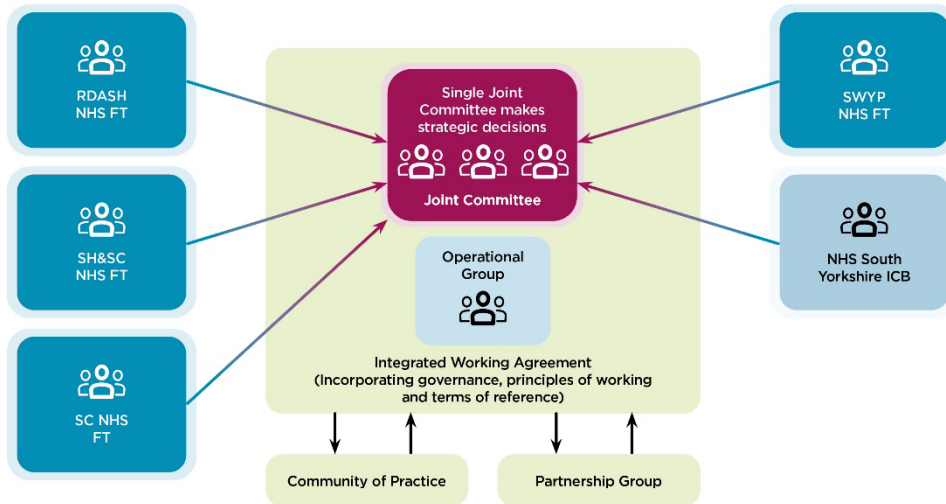 RDASH
NHS FT
SH&SC
NHS FT
SC NHS
FT
Single Joint
Committee makes
strategic decisions
Joint Committee
Operational
Group
Integrated Working Agreement
(Incorporating governance, principles of working
and terms of reference)
SWYP
NHS FT
NHS South
Yorkshire ICB
Community of Practice
Partnership Group